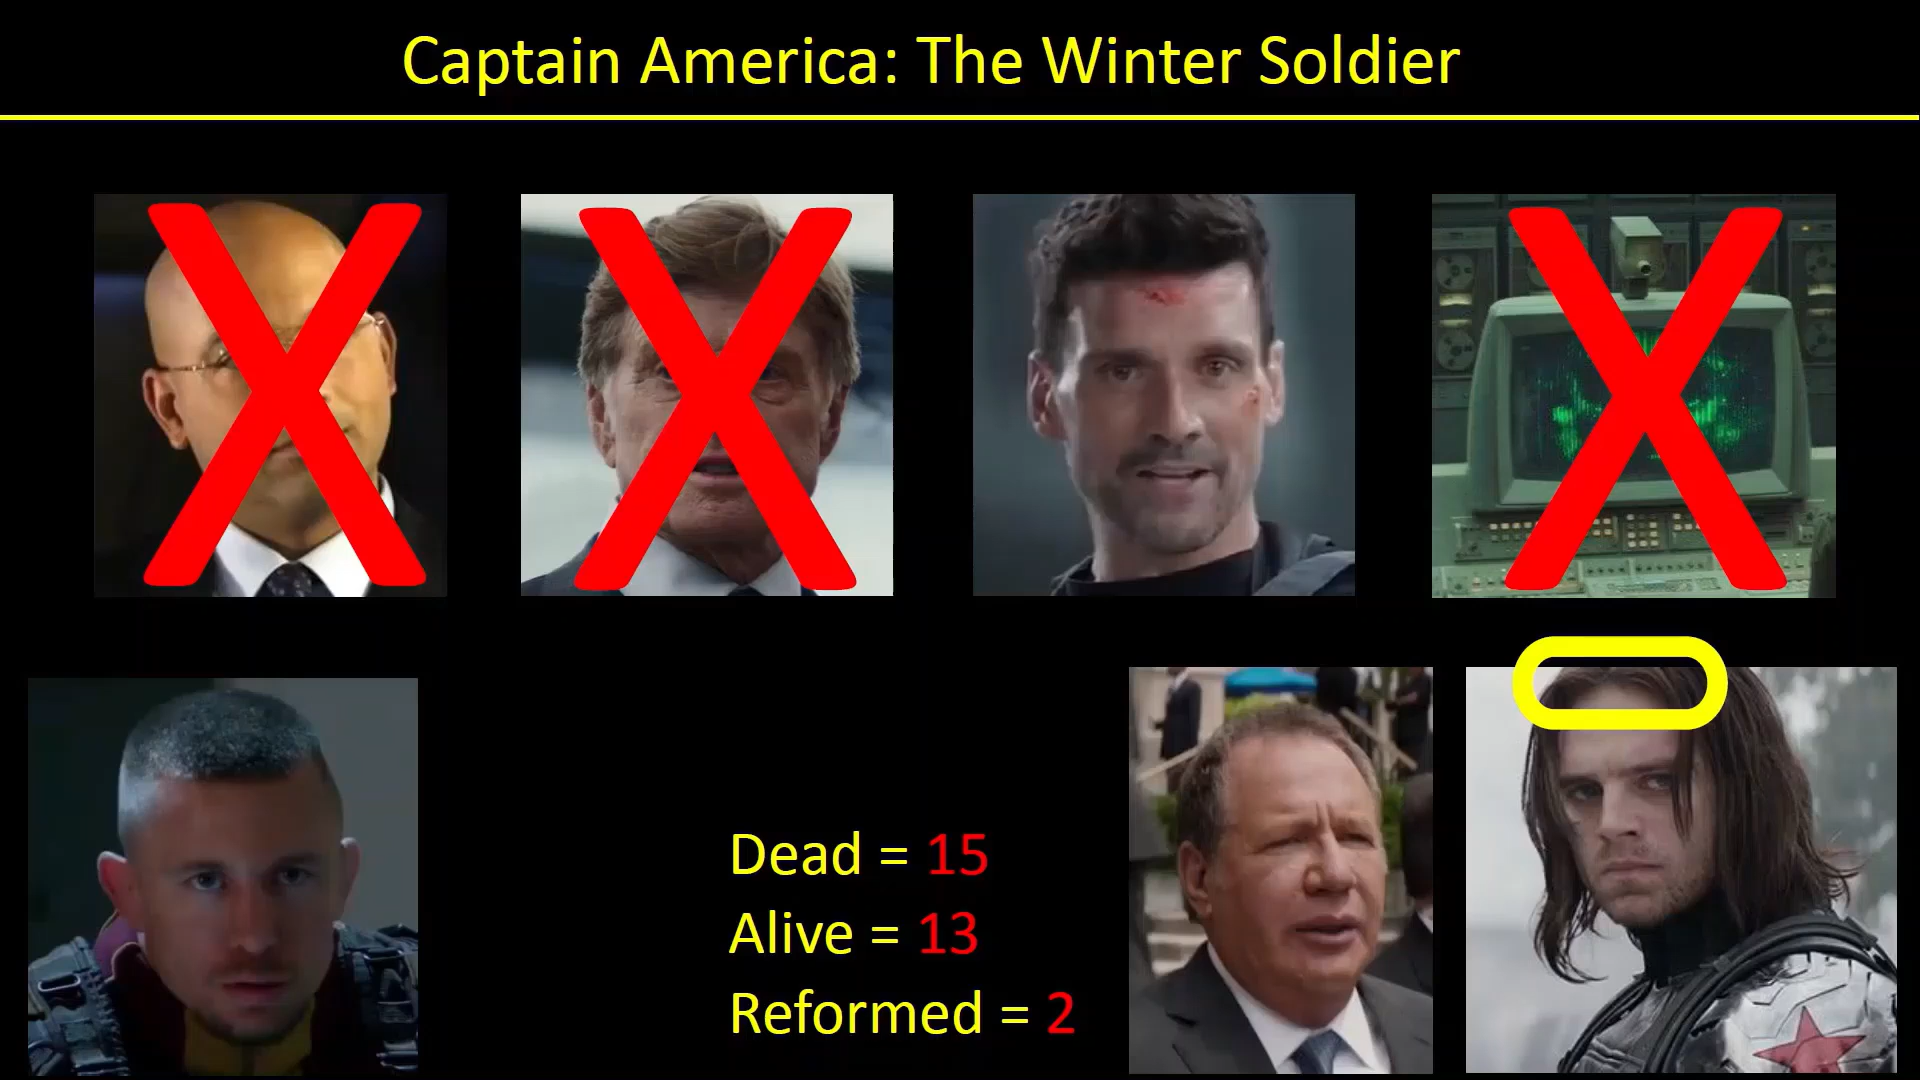 Captain America: The Winter Soldier
Dead = 15
Alive = 13
Reformed = 2